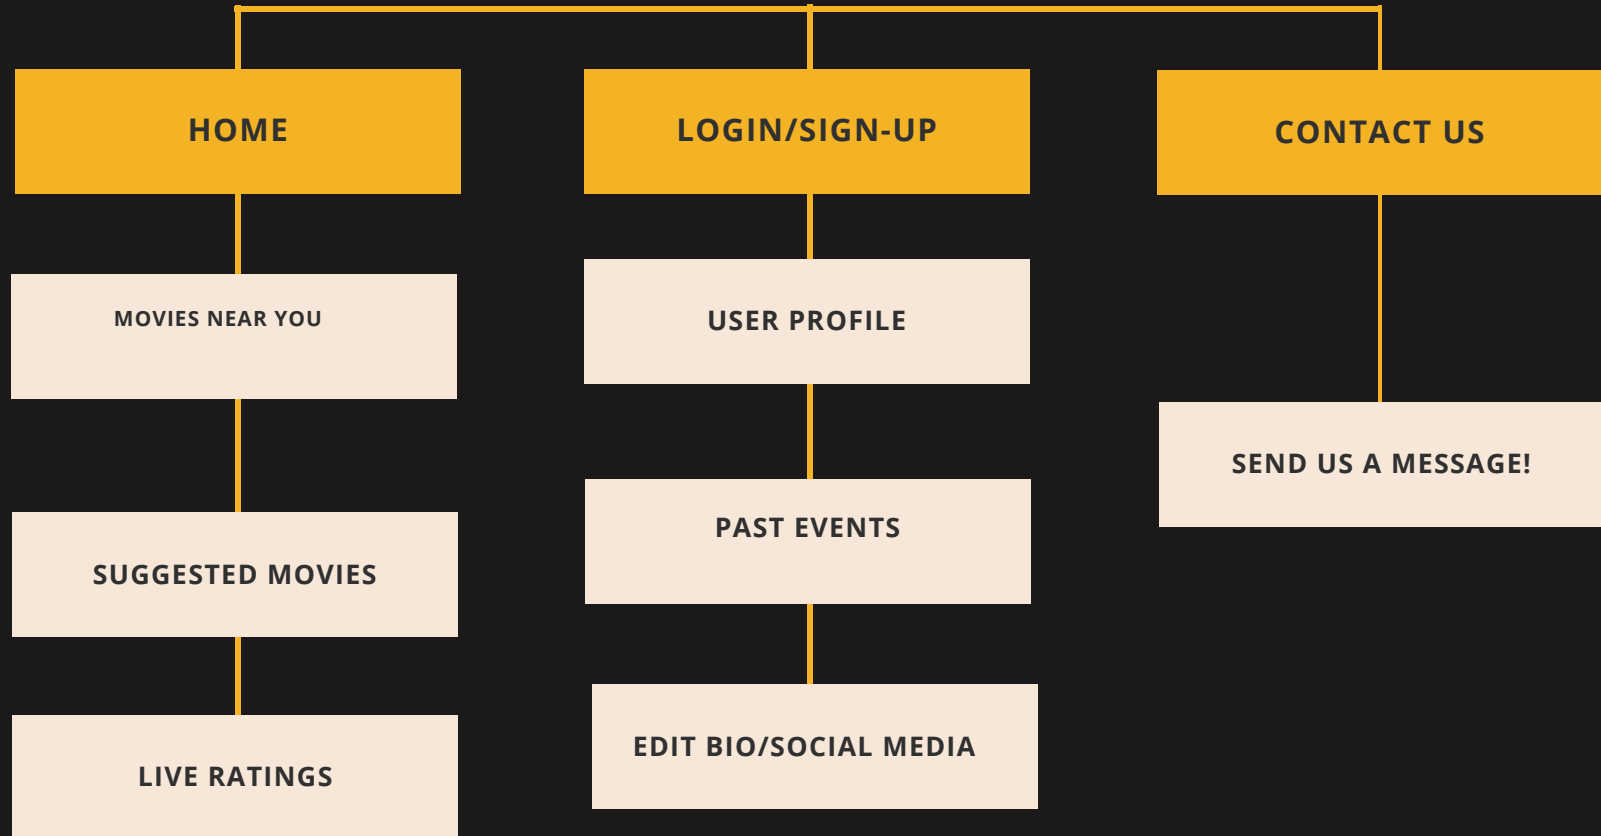 HOME
LOGIN/SIGN-UP
CONTACT US
MOVIES NEAR YOU
USER PROFILE
SEND US A MESSAGE!
PAST EVENTS
SUGGESTED MOVIES
EDIT BIO/SOCIAL MEDIA
LIVE RATINGS